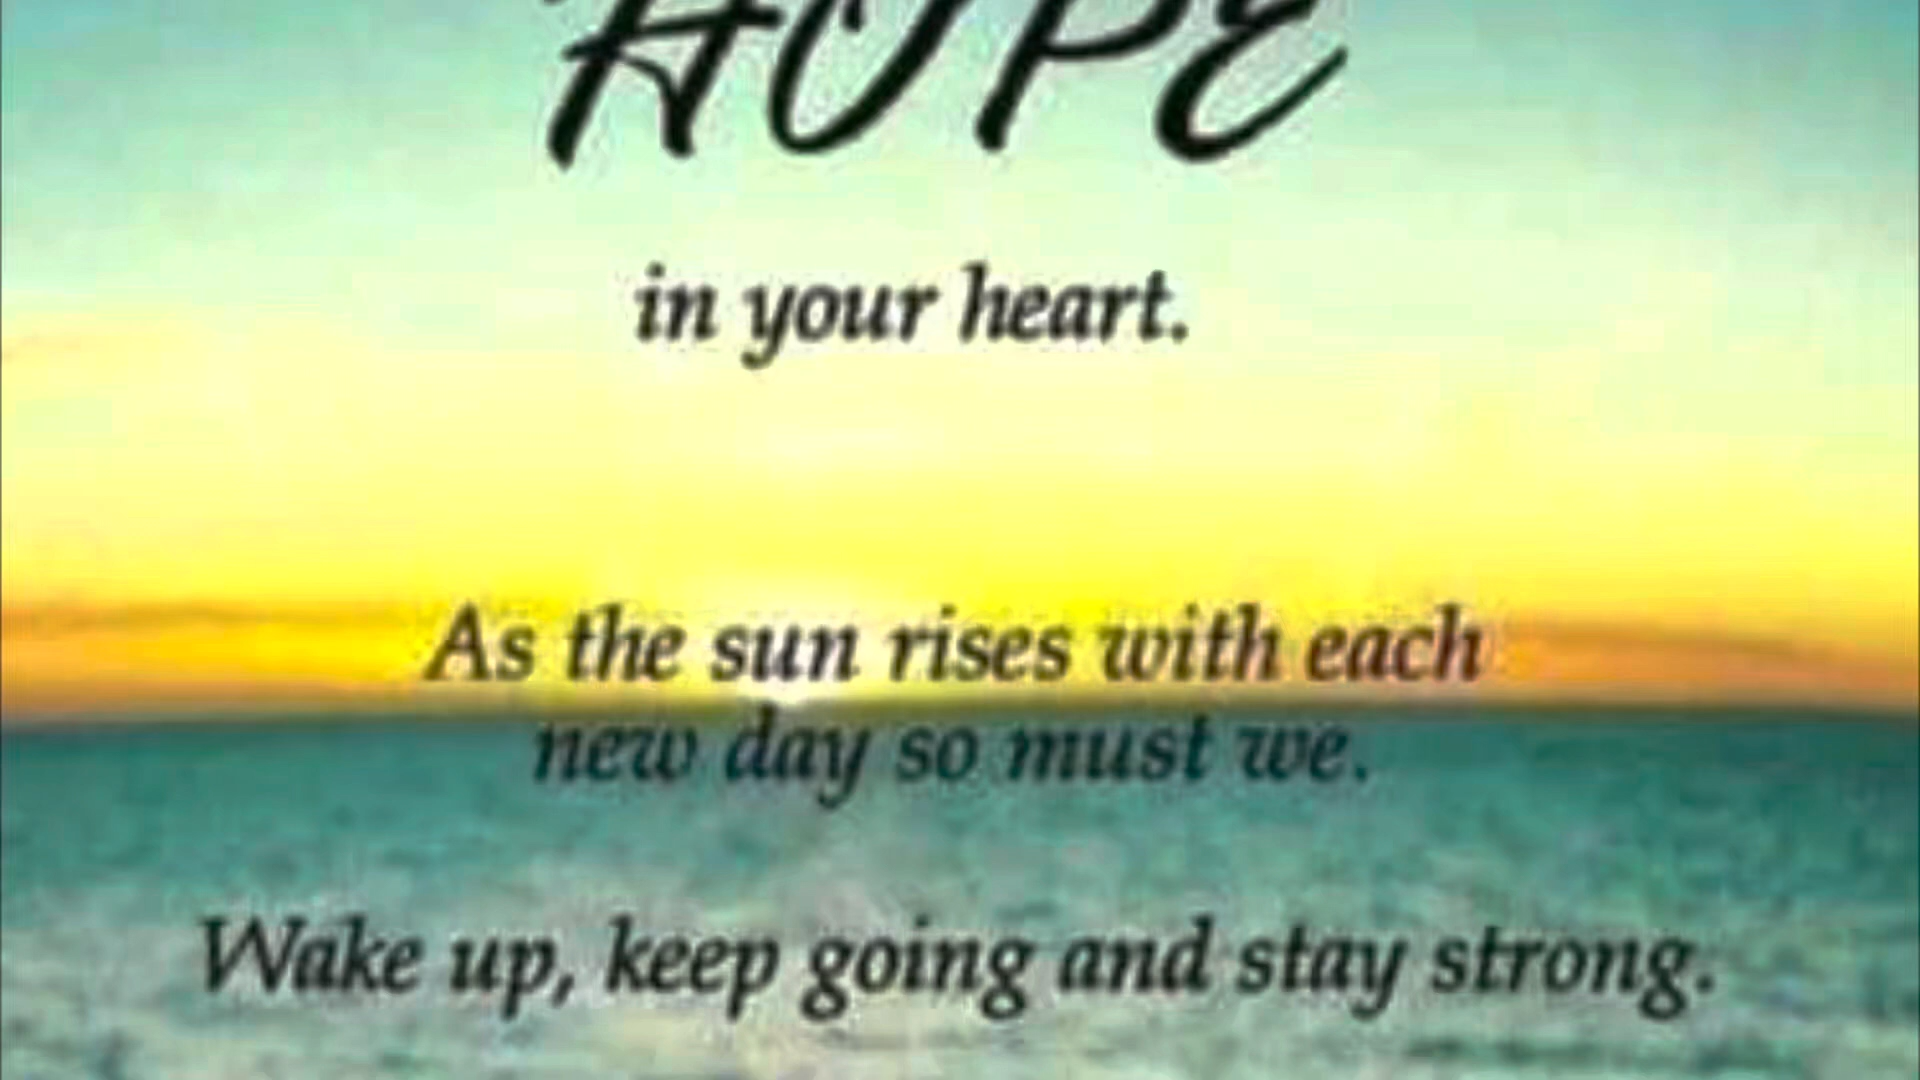 HOPE
in your heart.
As the sun rises with each
new day so must we.
Wake up, keep going and stay strong.